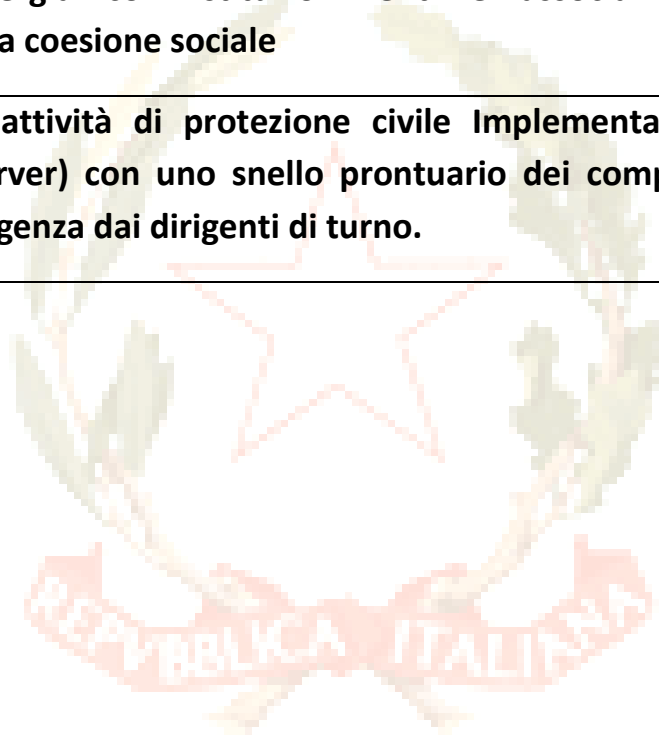 a coesione sociale
attività di protezione civile Implementa
rver) con uno snello prontuario dei comp
genza dai dirigenti di turno.
REPVBBLICA ITALIANA